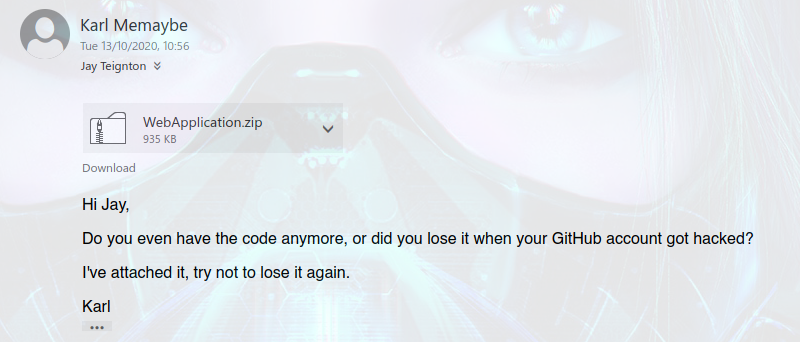 Karl Memaybe
Tue 13/10/2020, 10:56
Jay Teignton
WebApplication.zip
935 KB
Download
Hi Jay,
Do you even have the code anymore, or did you lose it when your GitHub account got hacked?
I've attached it, try not to lose it again.
Karl